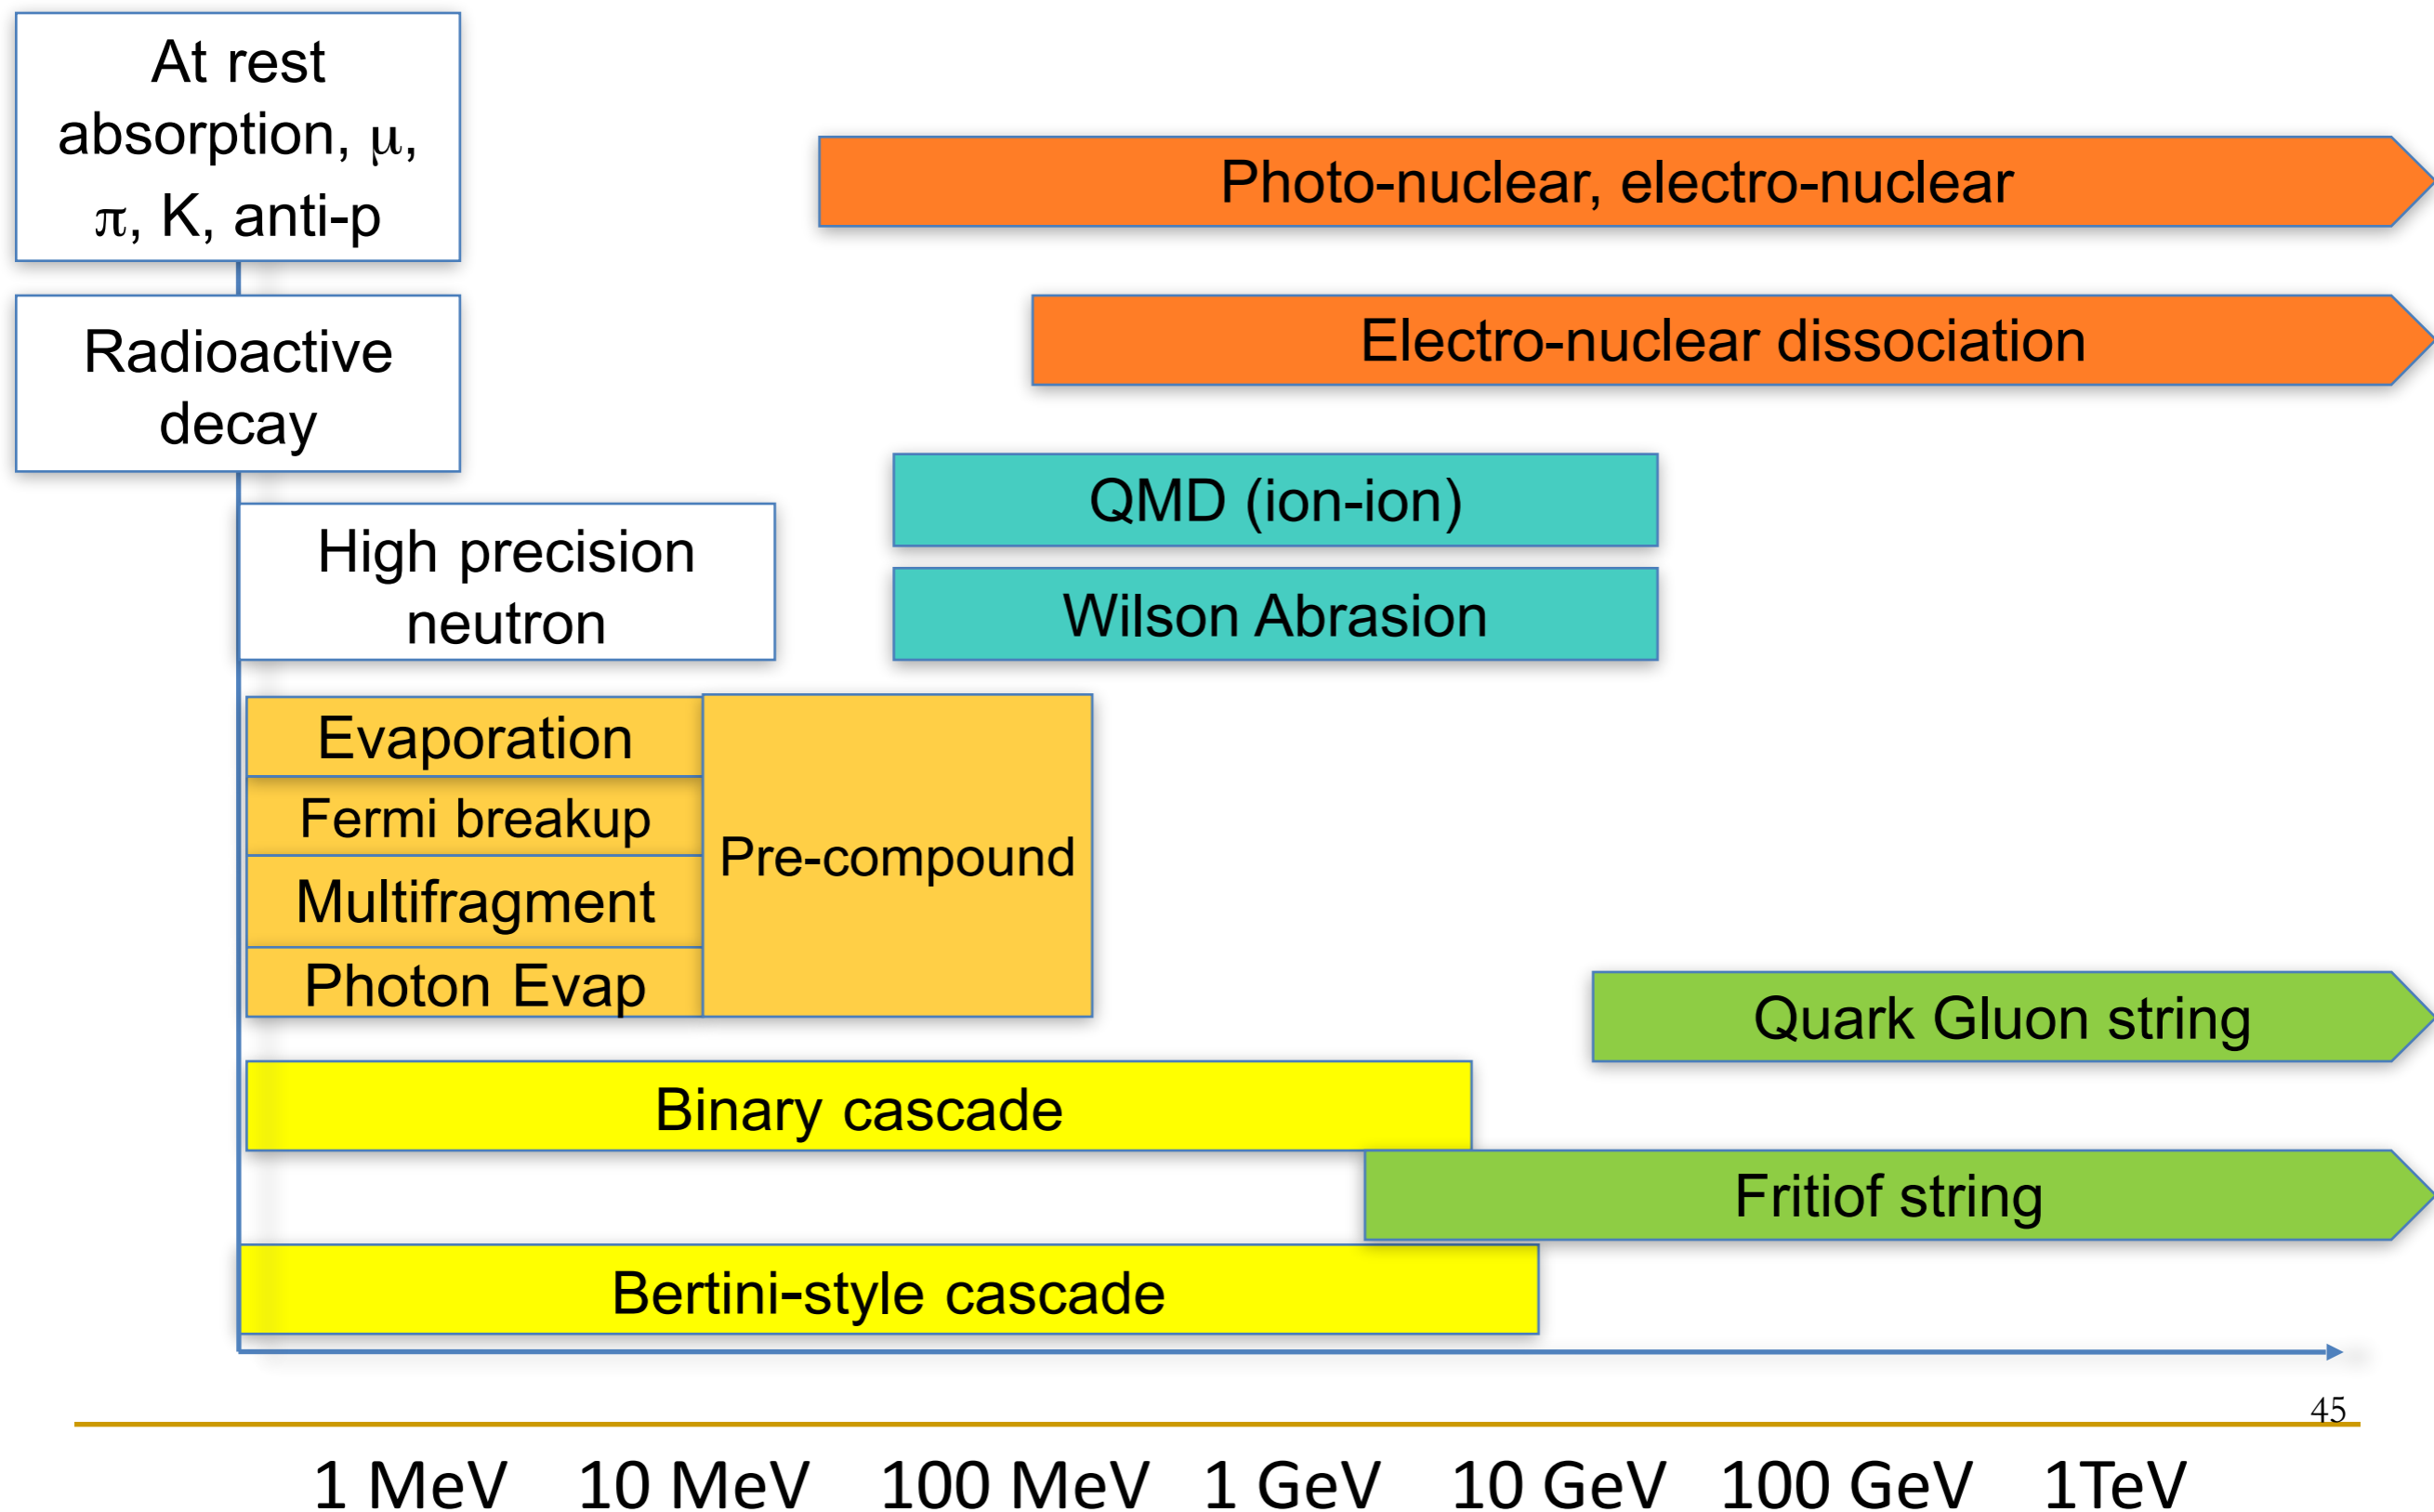 At rest
absorption, μ,
π, K, anti-p
Photo-nuclear, electro-nuclear
Radioactive
decay
Electro-nuclear dissociation
QMD (ion-ion)
High precision
neutron
Wilson Abrasion
Evaporation
Fermi breakup
Multifragment
Photon Evap
Pre-compound
Quark Gluon string
Binary cascade
Fritiof string
Bertini-style cascade
45
1 MeV 10 MeV 100 MeV 1 GeV 10 GeV 100 GeV 1TeV